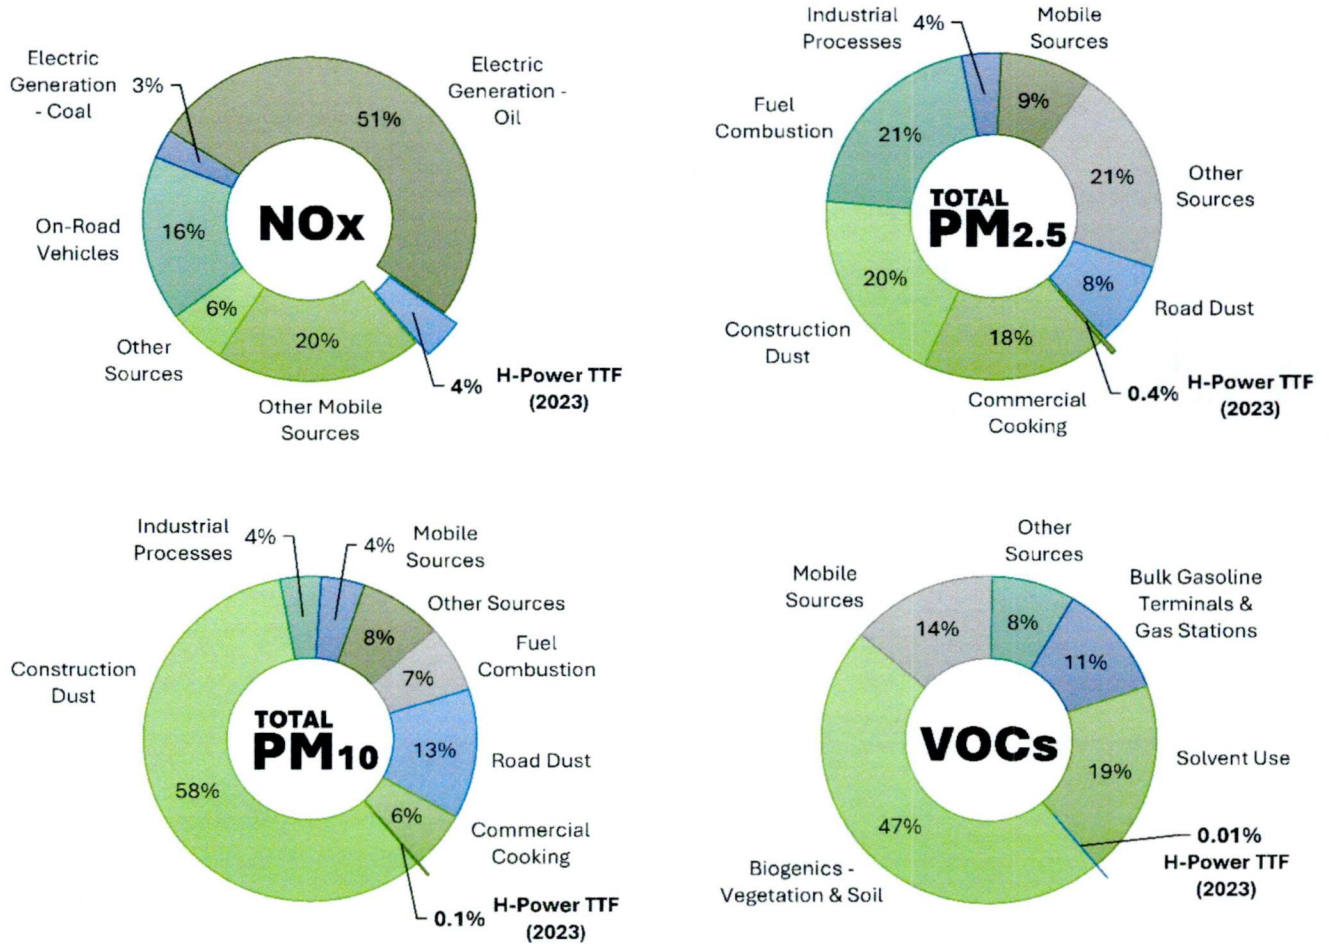 Electric
Generation
- Coal
3%
51%
Electric
Generation -
Oil
On-Road
Vehicles
16%
NOx
6%
Other
Sources
20%
Other Mobile
Sources
4%
H-Power TTF
(2023)
Industrial
Processes
4%
Mobile
Sources
9%
Fuel
Combustion
21%
21%
Other
Sources
TOTAL
PM2.5
20%
Construction
Dust
18%
Commercial
Cooking
8%
Road Dust
0.4%
H-Power TTF
(2023)
Industrial
Processes
4%
4%
Mobile
Sources
Other Sources
8%
Fuel
Combustion
7%
Construction
Dust
58%
TOTAL
PM10
13%
Road Dust
6%
Commercial
Cooking
0.1%
H-Power TTF
(2023)
Other
Sources
8%
Mobile
Sources
14%
Bulk Gasoline
Terminals &
Gas Stations
11%
VOCs
19%
Solvent Use
47%
Biogenics -
Vegetation & Soil
0.01%
H-Power TTF
(2023)